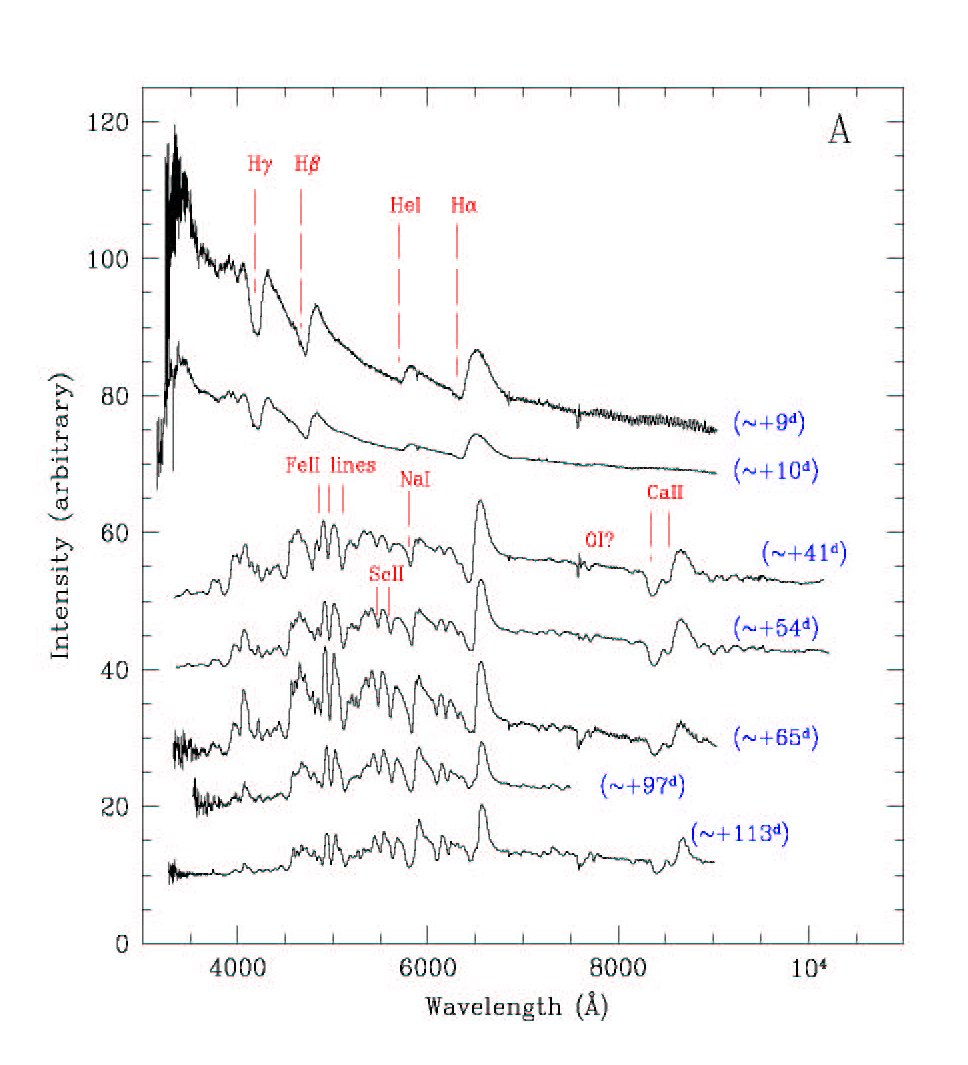 A
120
100
80
60
40
20
0
Intensity (arbitrary)
Hγ Hβ
HeI Hα
(~+9ᵈ)
(~+10ᵈ)
FeII lines
NaI
CaII
OI?
(~+41ᵈ)
ScII
(~+54ᵈ)
(~+65ᵈ)
(~+97ᵈ)
(~+113ᵈ)
4000 6000 8000 10⁴
Wavelength (Å)